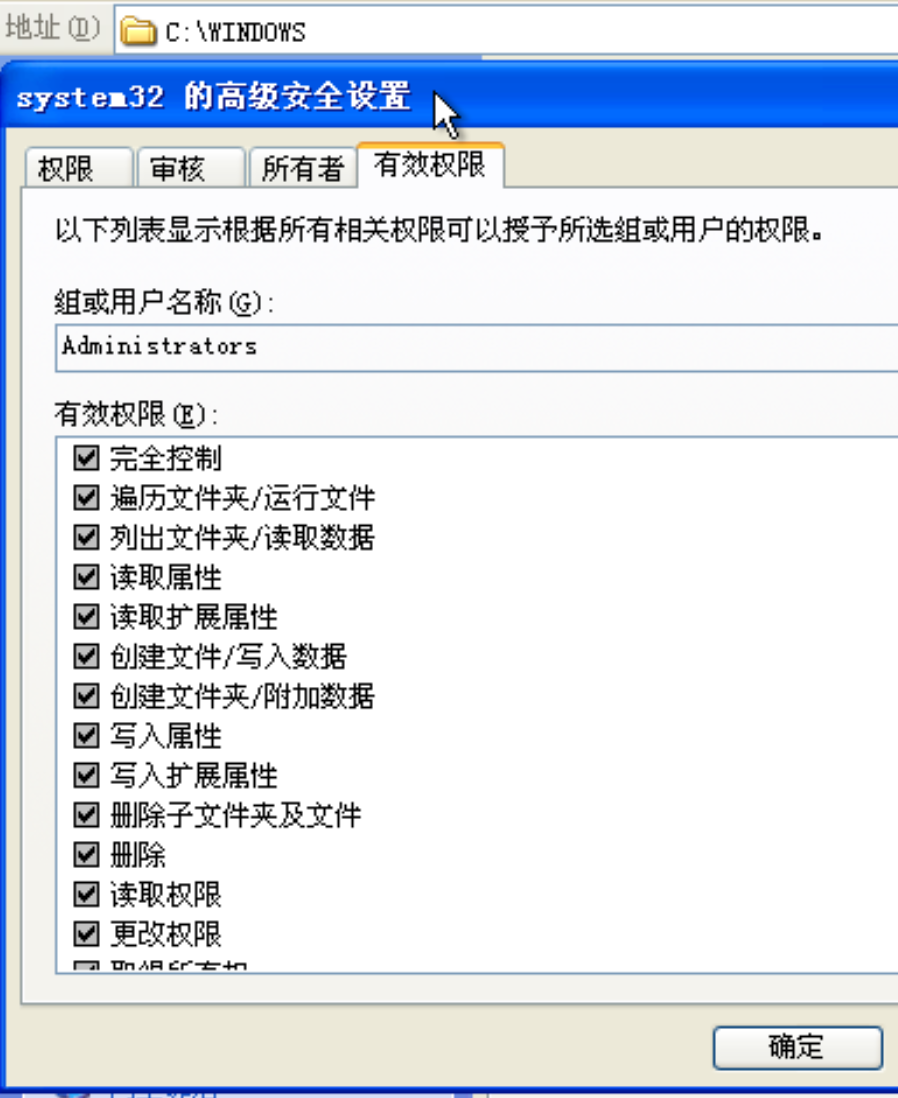 地址(D) C:\WINDOWS
system32 的高级安全设置
权限 审核 所有者 有效权限
以下列表显示根据所有相关权限可以授予所选组或用户的权限。
组或用户名称(G):
Administrators
有效权限(E):
完全控制
遍历文件夹/运行文件
列出文件夹/读取数据
读取属性
读取扩展属性
创建文件/写入数据
创建文件夹/附加数据
写入属性
写入扩展属性
删除子文件夹及文件
删除
读取权限
更改权限
确定